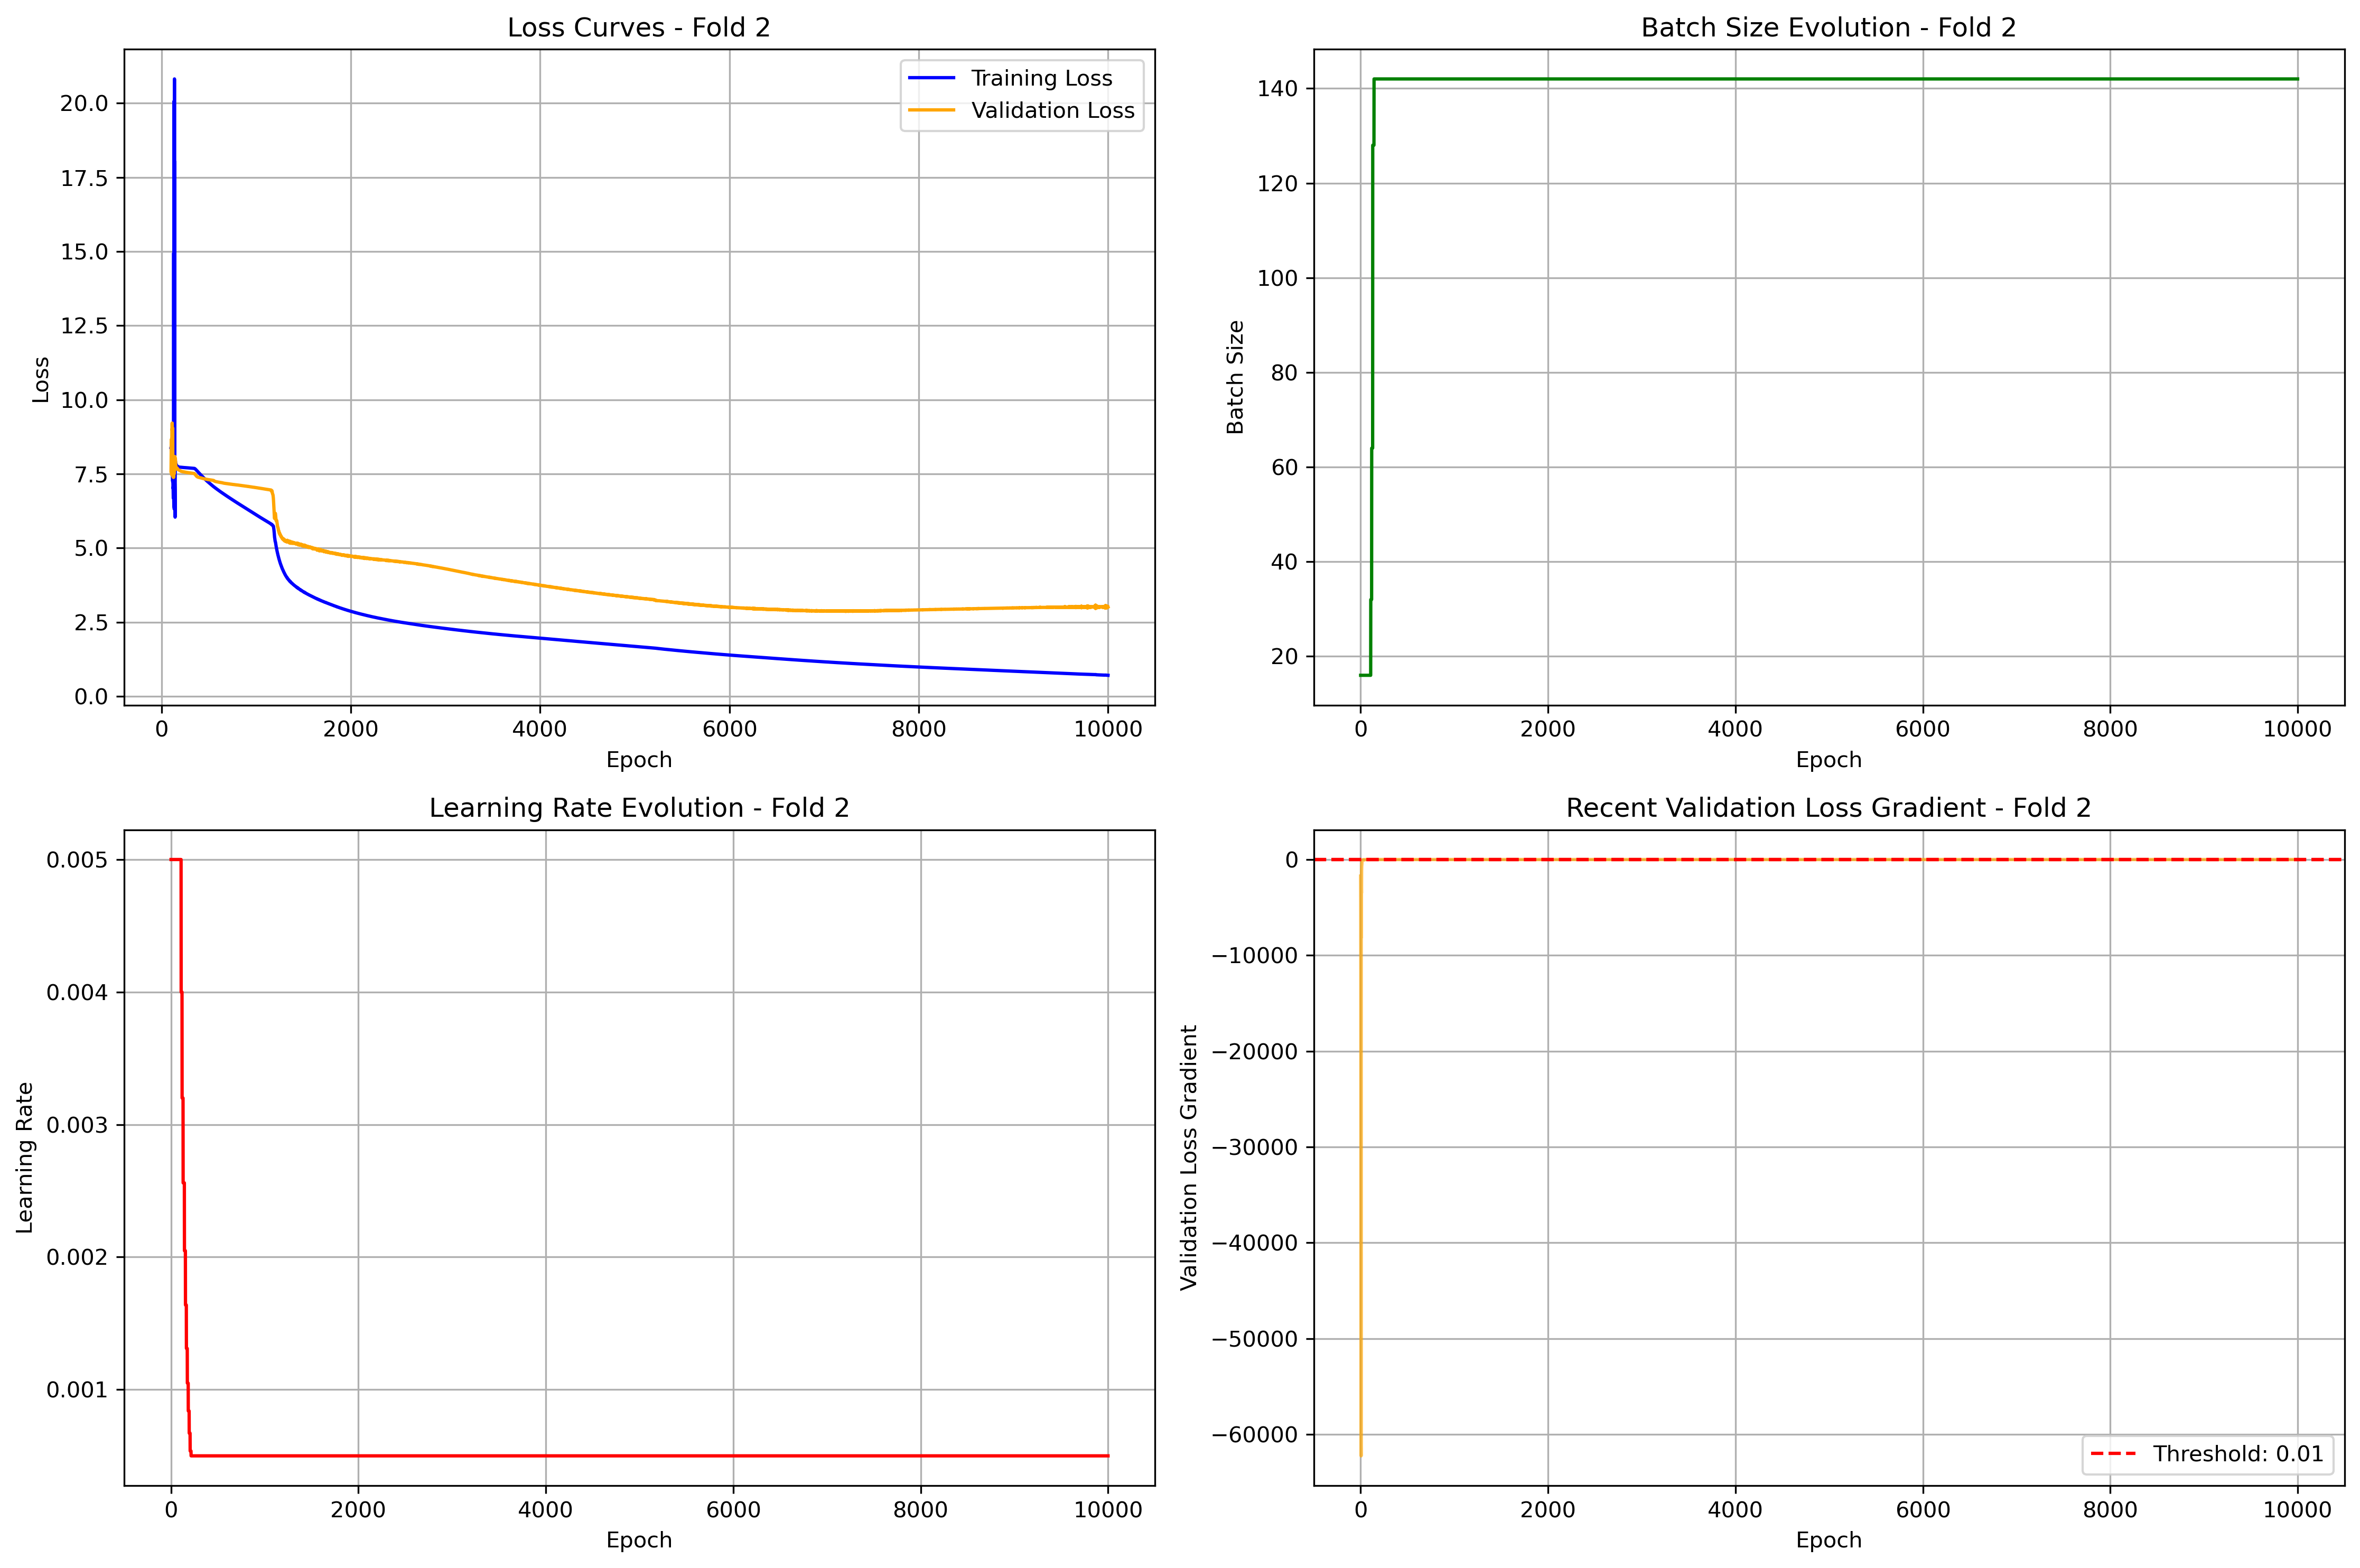 Loss Curves - Fold 2
Loss
20.0
17.5
15.0
12.5
10.0
7.5
5.0
2.5
0.0
Training Loss
Validation Loss
0 2000 4000 6000 8000 10000
Epoch
Batch Size Evolution - Fold 2
Batch Size
140
120
100
80
60
40
20
0 2000 4000 6000 8000 10000
Epoch
Learning Rate Evolution - Fold 2
Learning Rate
0.005
0.004
0.003
0.002
0.001
0 2000 4000 6000 8000 10000
Epoch
Recent Validation Loss Gradient - Fold 2
Validation Loss Gradient
0
−10000
−20000
−30000
−40000
−50000
−60000
Threshold: 0.01
0 2000 4000 6000 8000 10000
Epoch